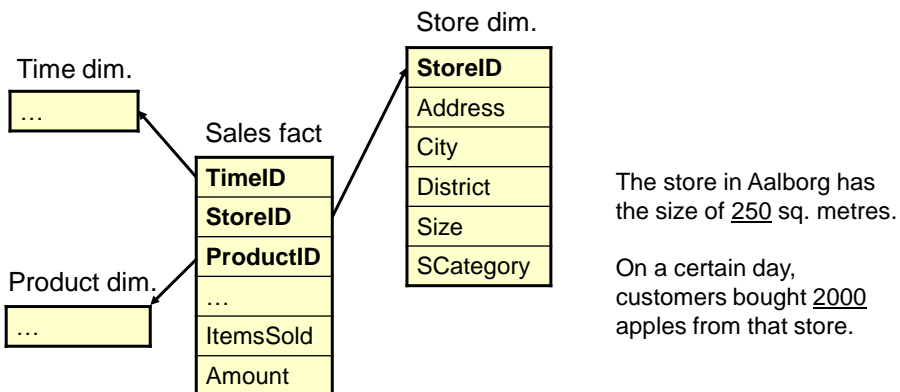 Time dim.
…
Product dim.
…
Sales fact
TimeID
StoreID
ProductID
…
ItemsSold
Amount
Store dim.
StoreID
Address
City
District
Size
SCategory
The store in Aalborg has
the size of 250 sq. metres.
On a certain day,
customers bought 2000
apples from that store.